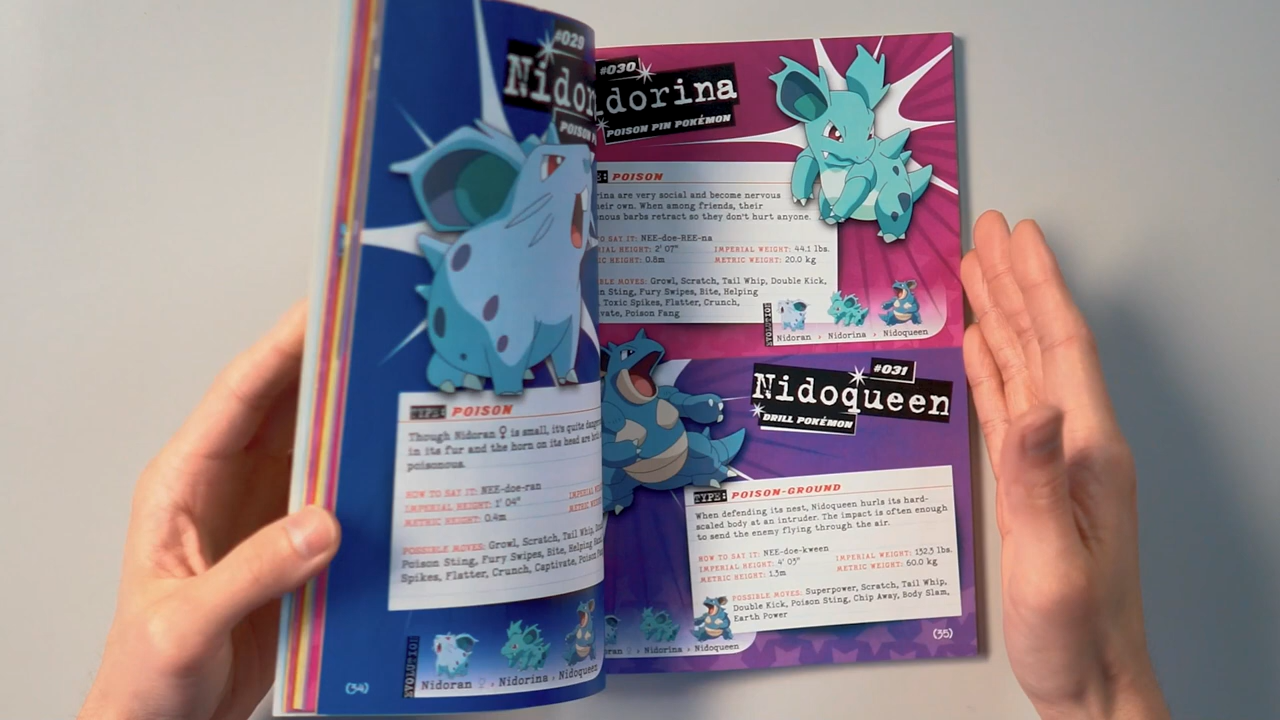 #029
Nidor
POISON
TYPE: POISON
Though Nidoran ♀ is small, it's quite
in its fur and the horn on its head are both
poisonous.
HOW TO SAY IT: NEE-doe-ran
IMPERIAL HEIGHT: 1' 04"
IMPERIAL
METRIC HEIGHT: 0.4m
METRIC
POSSIBLE MOVES: Growl, Scratch, Tail Whip,
Poison Sting, Fury Swipes, Bite, Helping
Spikes, Flatter, Crunch, Captivate, Poison
EVOLUTION
Nidoran ♀ › Nidorina › Nidoqueen
(34)
#030
dorina
POISON PIN POKÉMON
: POISON
rina are very social and become nervous
heir own. When among friends, their
nous barbs retract so they don't hurt anyone.
TO SAY IT: NEE-doe-REE-na
RIAL HEIGHT: 2' 07" IMPERIAL WEIGHT: 44.1 lbs.
IC HEIGHT: 0.8m METRIC WEIGHT: 20.0 kg
BLE MOVES: Growl, Scratch, Tail Whip, Double Kick,
n Sting, Fury Swipes, Bite, Helping
, Toxic Spikes, Flatter, Crunch,
ivate, Poison Fang
EVOLUTIO
Nidoran › Nidorina › Nidoqueen
#031
Nidoqueen
DRILL POKÉMON
TYPE: POISON-GROUND
When defending its nest, Nidoqueen hurls its hard-
scaled body at an intruder. The impact is often enough
to send the enemy flying through the air.
HOW TO SAY IT: NEE-doe-kween
IMPERIAL HEIGHT: 4' 03" IMPERIAL WEIGHT: 132.3 lbs.
METRIC HEIGHT: 1.3m METRIC WEIGHT: 60.0 kg
POSSIBLE MOVES: Superpower, Scratch, Tail Whip,
Double Kick, Poison Sting, Chip Away, Body Slam,
Earth Power
ran ♀ › Nidorina › Nidoqueen
(35)